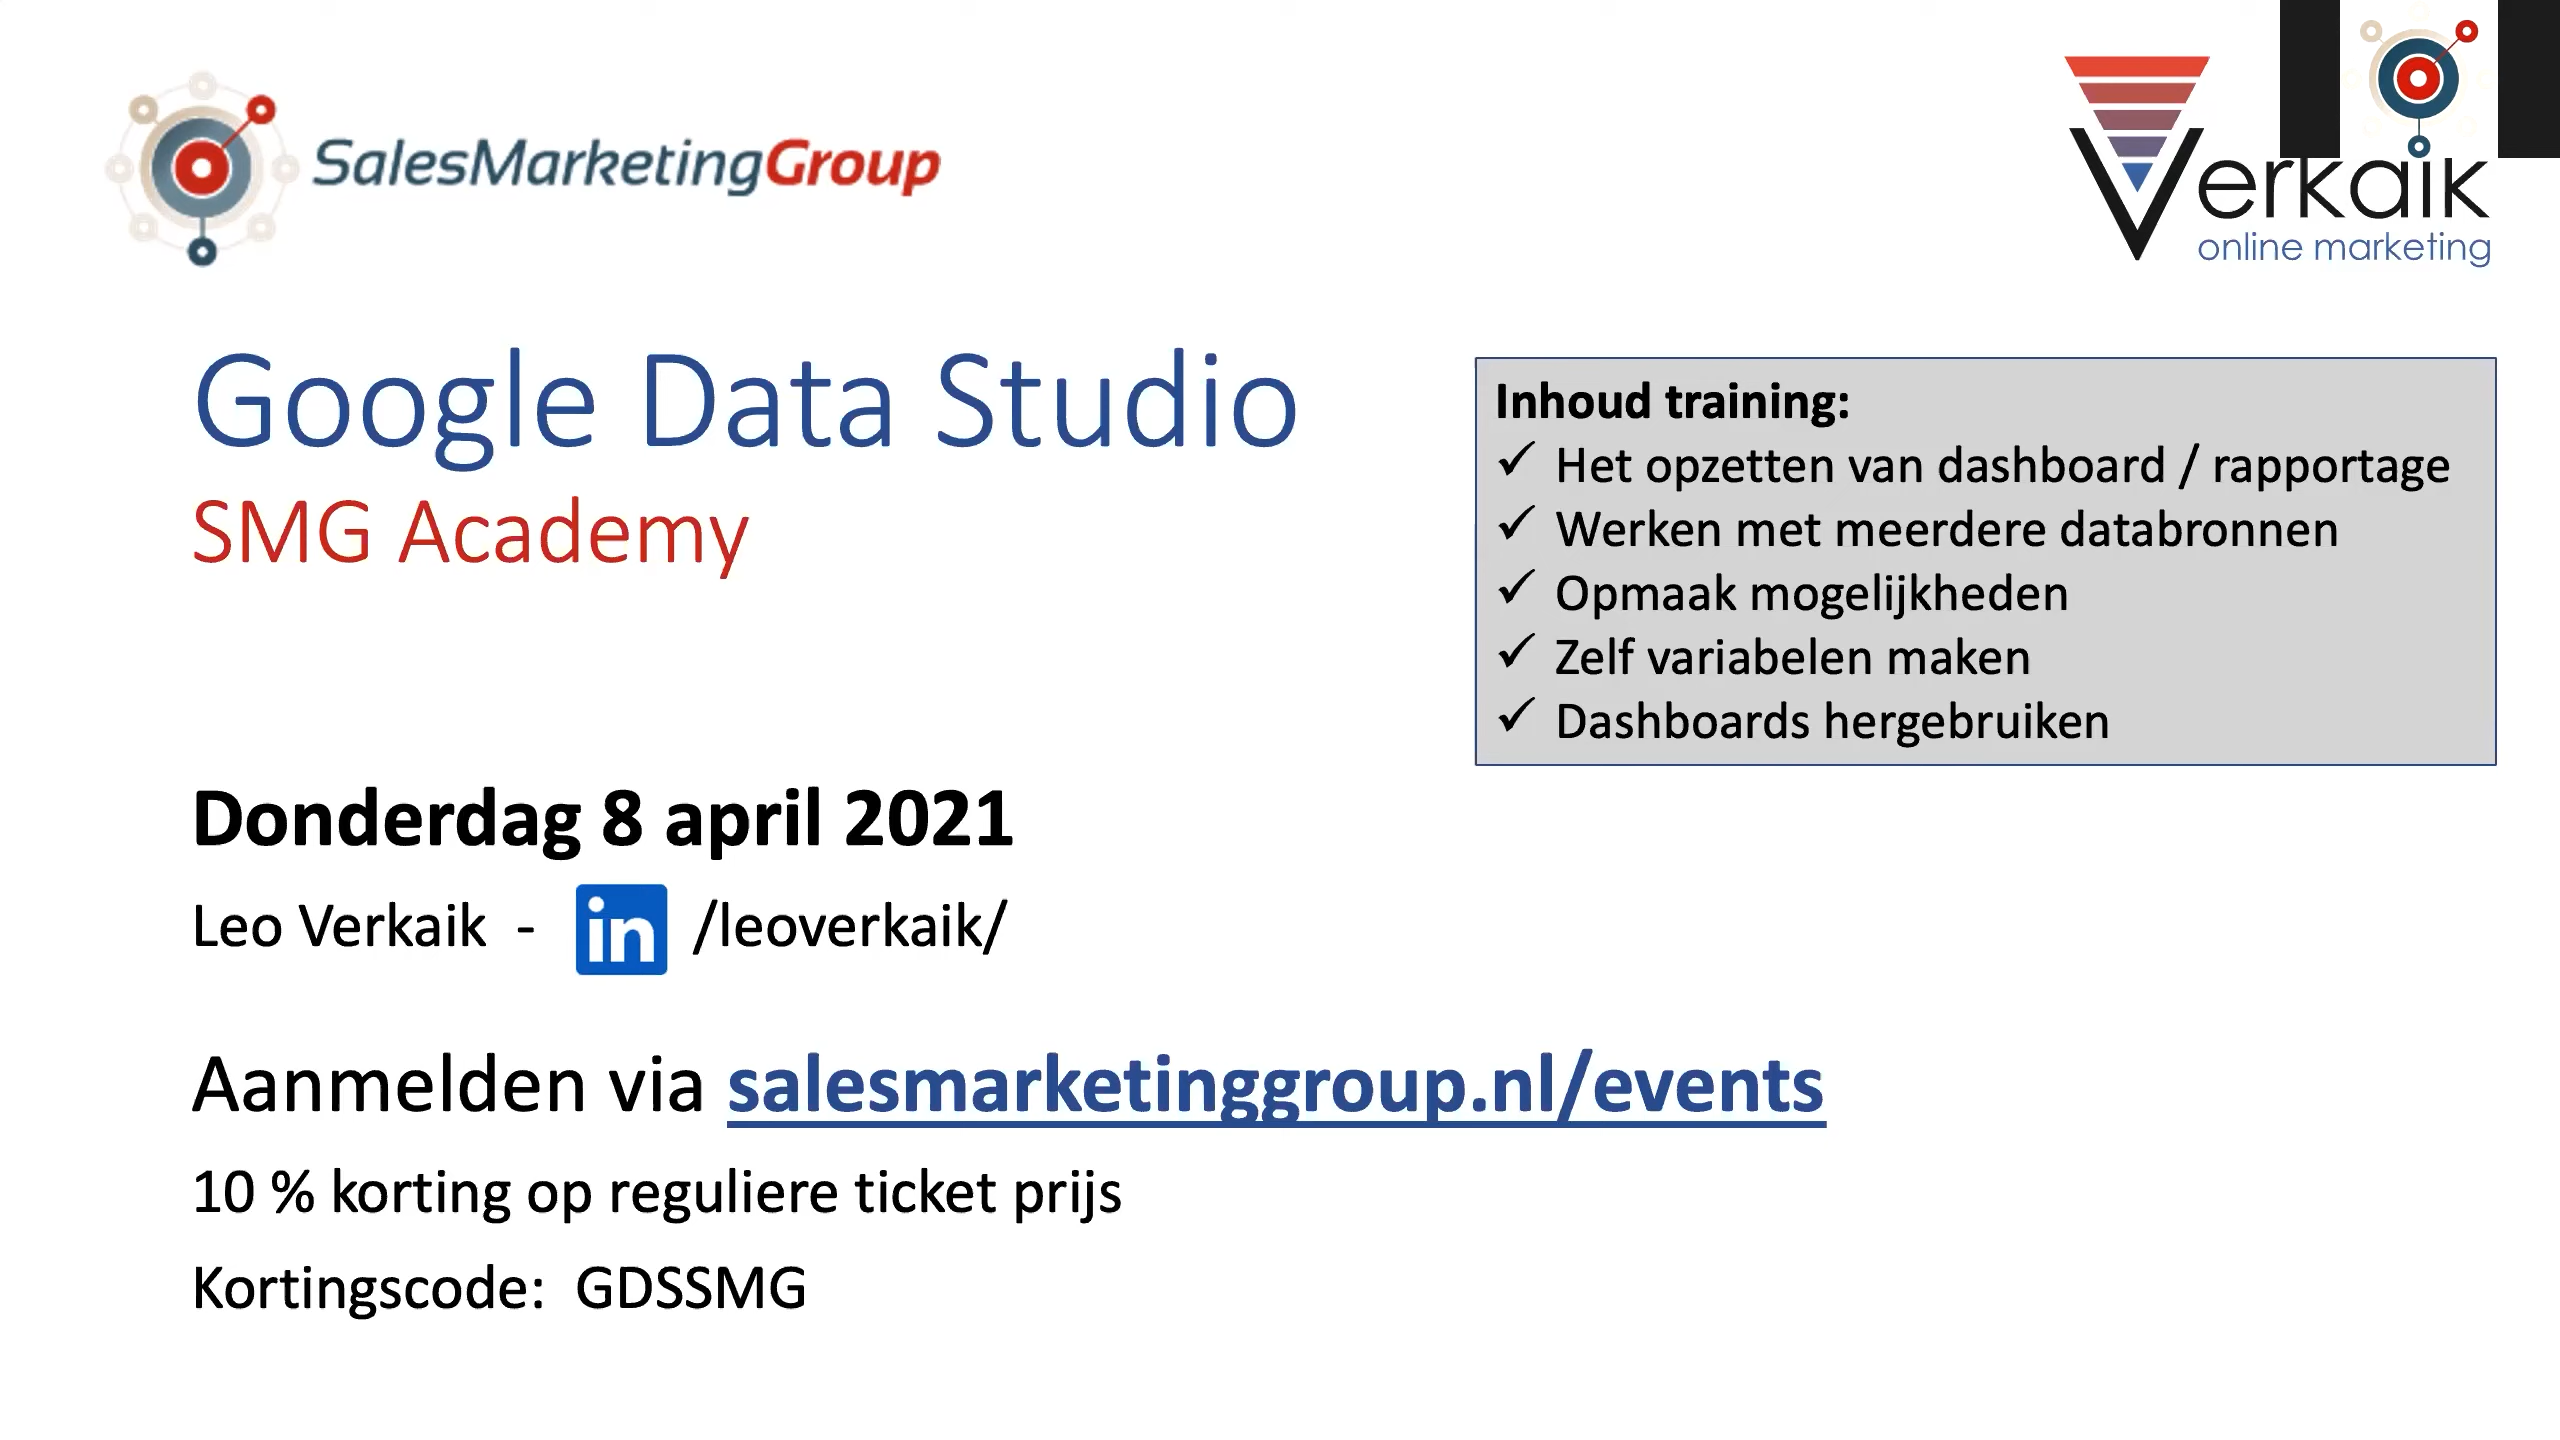 SalesMarketingGroup
Verkaik
online marketing
Google Data Studio
SMG Academy
Inhoud training:
✓ Het opzetten van dashboard / rapportage
✓ Werken met meerdere databronnen
✓ Opmaak mogelijkheden
✓ Zelf variabelen maken
✓ Dashboards hergebruiken
Donderdag 8 april 2021
Leo Verkaik - in /leoverkaik/
Aanmelden via salesmarketinggroup.nl/events
10 % korting op reguliere ticket prijs
Kortingscode: GDSSMG